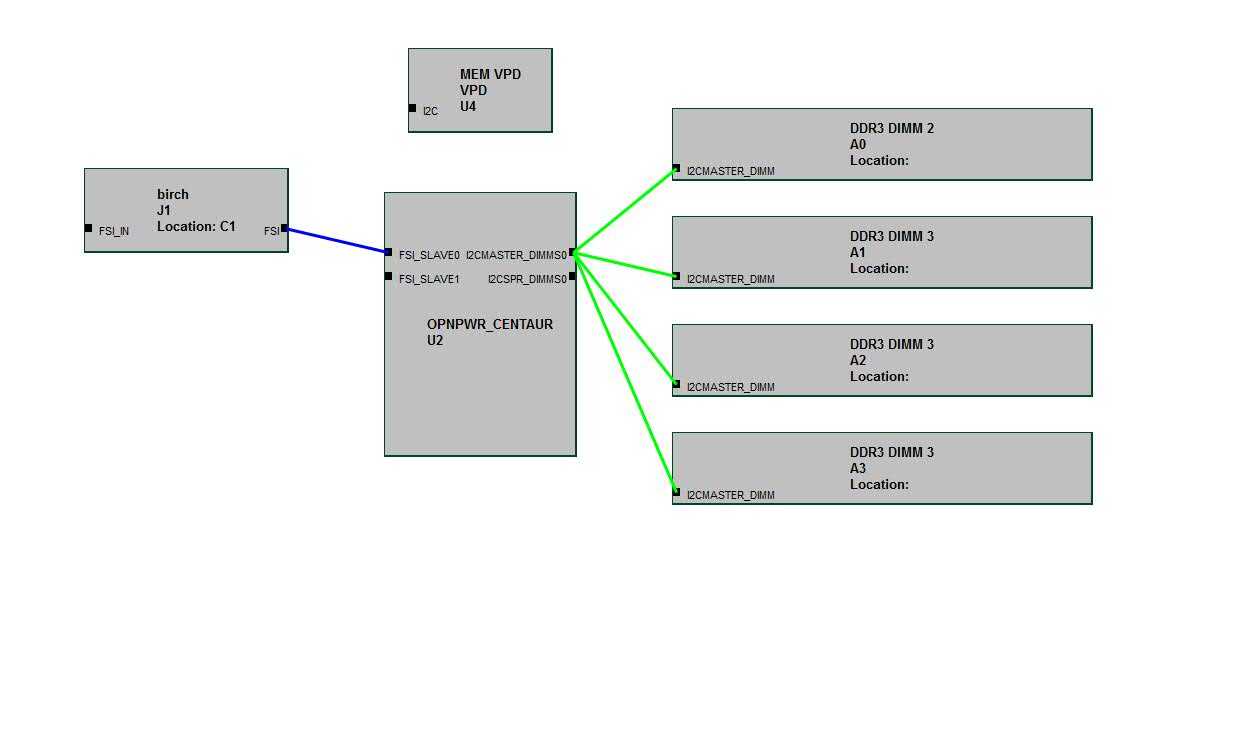 MEM VPD
VPD
U4
I2C
birch
J1
Location: C1
FSI_IN
FSI
FSI_SLAVE0 I2CMASTER_DIMMS0
FSI_SLAVE1 I2CSPR_DIMMS0
OPNPWR_CENTAUR
U2
DDR3 DIMM 2
A0
Location:
I2CMASTER_DIMM
DDR3 DIMM 3
A1
Location:
I2CMASTER_DIMM
DDR3 DIMM 3
A2
Location:
I2CMASTER_DIMM
DDR3 DIMM 3
A3
Location:
I2CMASTER_DIMM